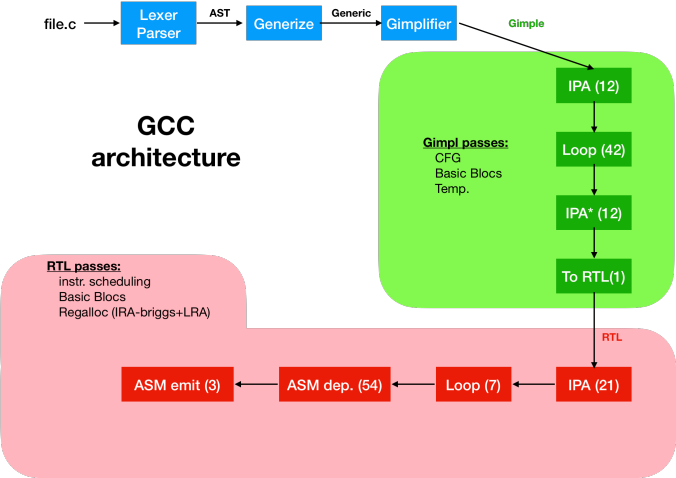 file.c
Lexer
Parser
AST
Generize
Generic
Gimplifier
Gimple
GCC
architecture
Gimpl passes:
CFG
Basic Blocs
Temp.
IPA (12)
Loop (42)
IPA* (12)
To RTL(1)
RTL
RTL passes:
instr. scheduling
Basic Blocs
Regalloc (IRA-briggs+LRA)
ASM emit (3)
ASM dep. (54)
Loop (7)
IPA (21)